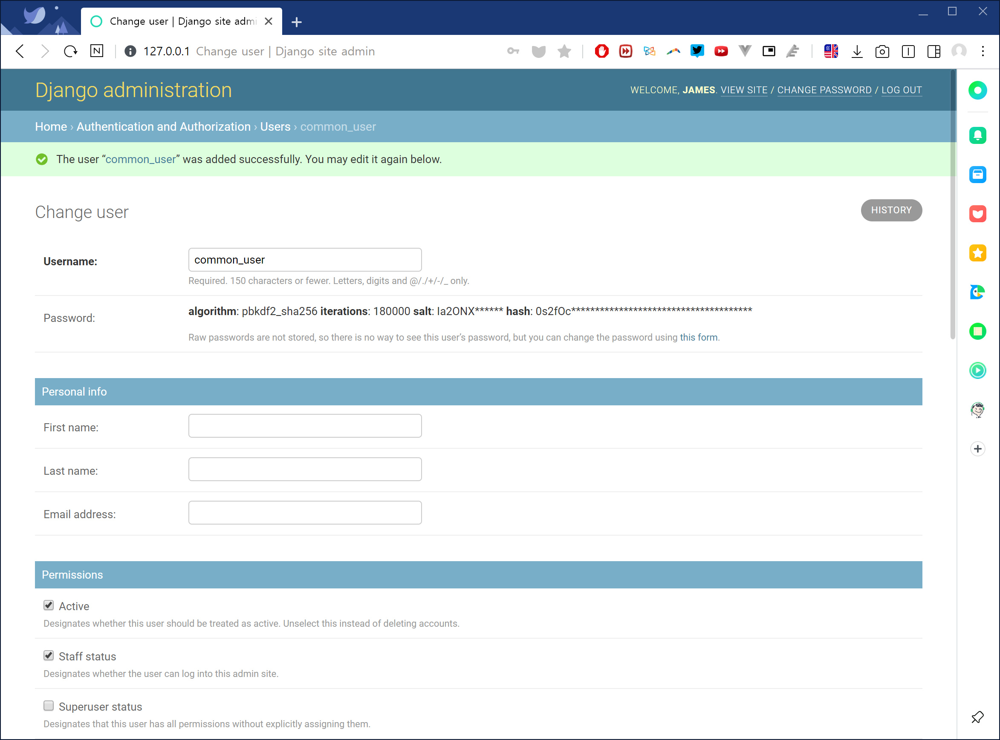 Change user | Django site admi
N 127.0.0.1 Change user | Django site admin
Django administration
WELCOME, JAMES. VIEW SITE / CHANGE PASSWORD / LOG OUT
Home › Authentication and Authorization › Users › common_user
The user “common_user” was added successfully. You may edit it again below.
Change user
HISTORY
Username:
common_user
Required. 150 characters or fewer. Letters, digits and @/./+/-/_ only.
Password:
algorithm: pbkdf2_sha256 iterations: 180000 salt: Ia2ONX****** hash: 0s2fOc**************************************
Raw passwords are not stored, so there is no way to see this user’s password, but you can change the password using this form.
Personal info
First name:
Last name:
Email address:
Permissions
Active
Designates whether this user should be treated as active. Unselect this instead of deleting accounts.
Staff status
Designates whether the user can log into this admin site.
Superuser status
Designates that this user has all permissions without explicitly assigning them.